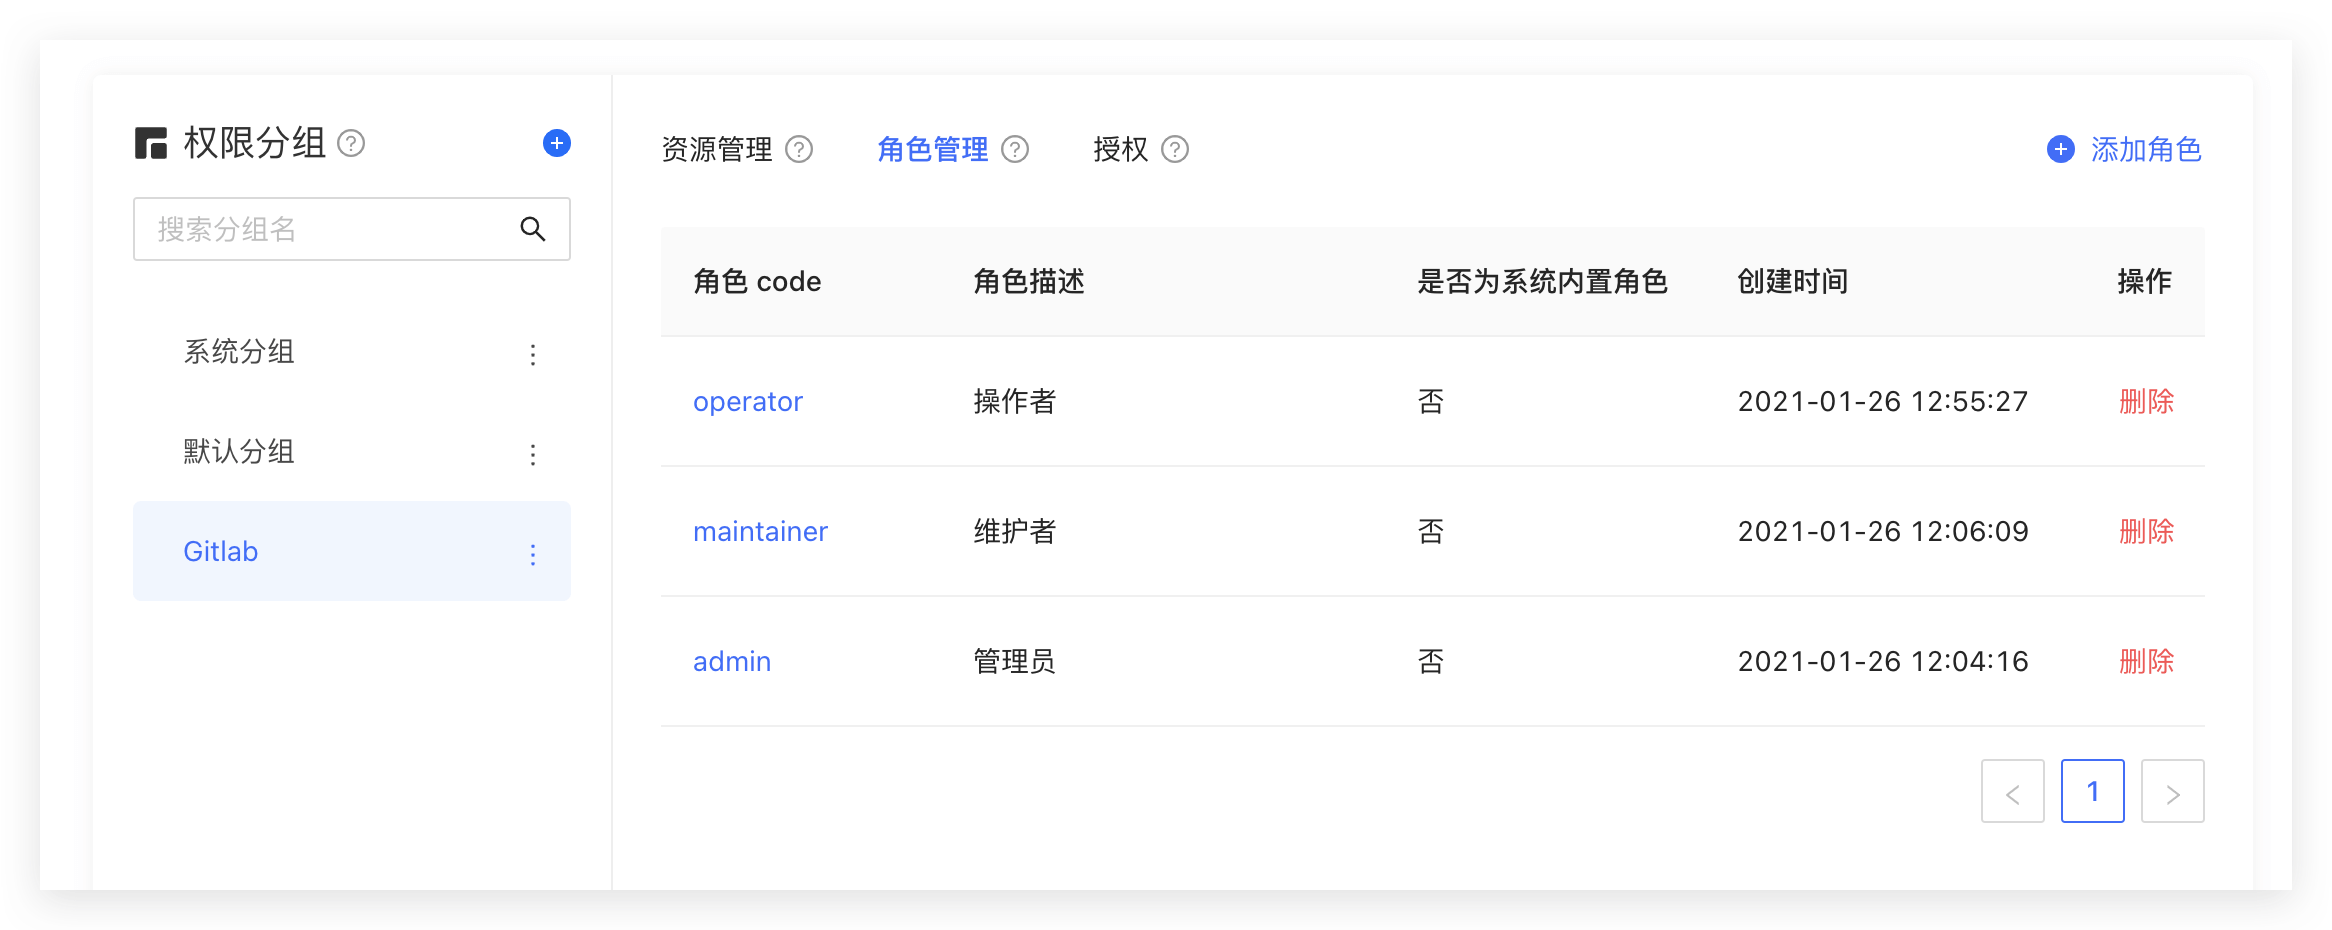 权限分组
搜索分组名
系统分组
默认分组
Gitlab
资源管理 角色管理 授权 添加角色
角色 code 角色描述 是否为系统内置角色 创建时间 操作
operator 操作者 否 2021-01-26 12:55:27 删除
maintainer 维护者 否 2021-01-26 12:06:09 删除
admin 管理员 否 2021-01-26 12:04:16 删除
< 1 >